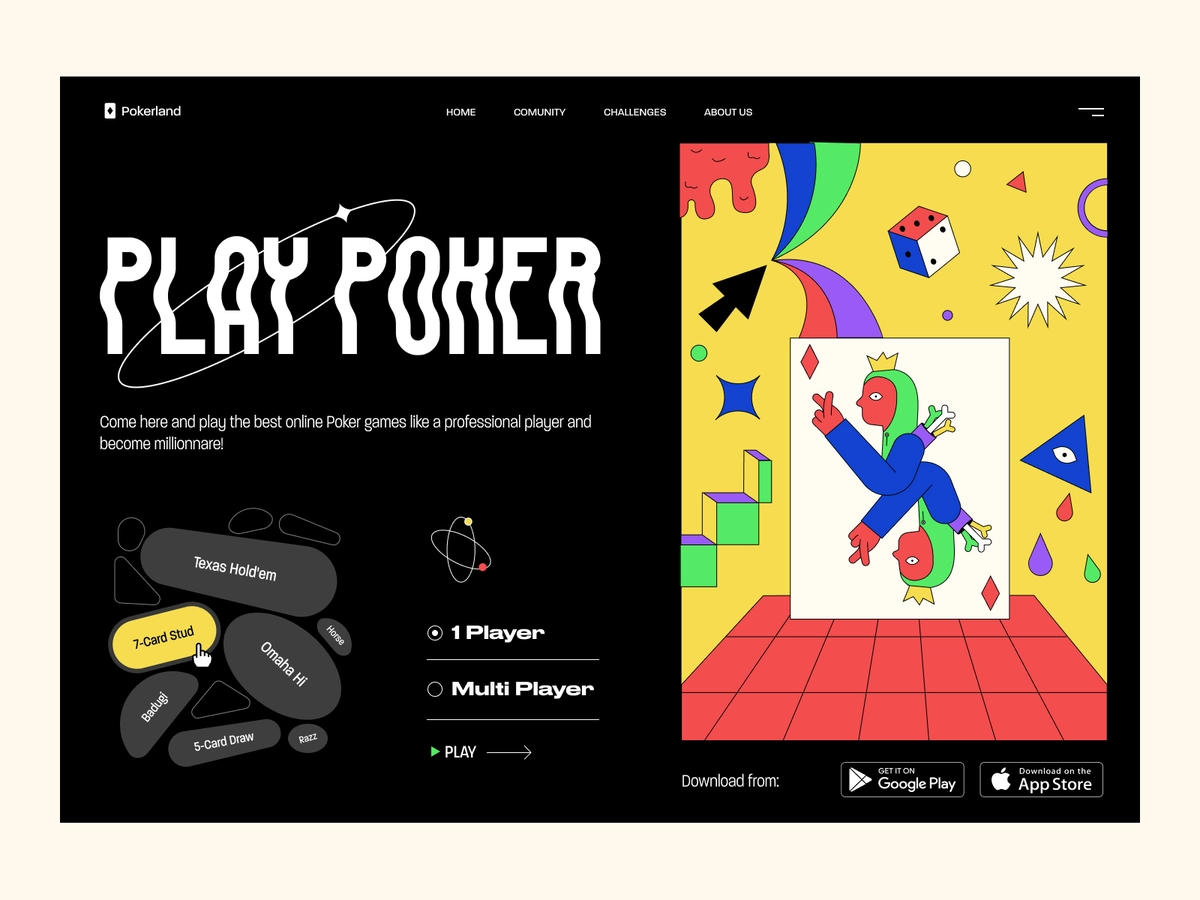 Pokerland
HOME
COMUNITY
CHALLENGES
ABOUT US
PLAY POKER
Come here and play the best online Poker games like a professional player and
become millionnare!
Texas Hold'em
7-Card Stud
Omaha Hi
Horse
Badugi
5-Card Draw
Razz
1 Player
Multi Player
PLAY
Download from:
GET IT ON
Google Play
Download on the
App Store